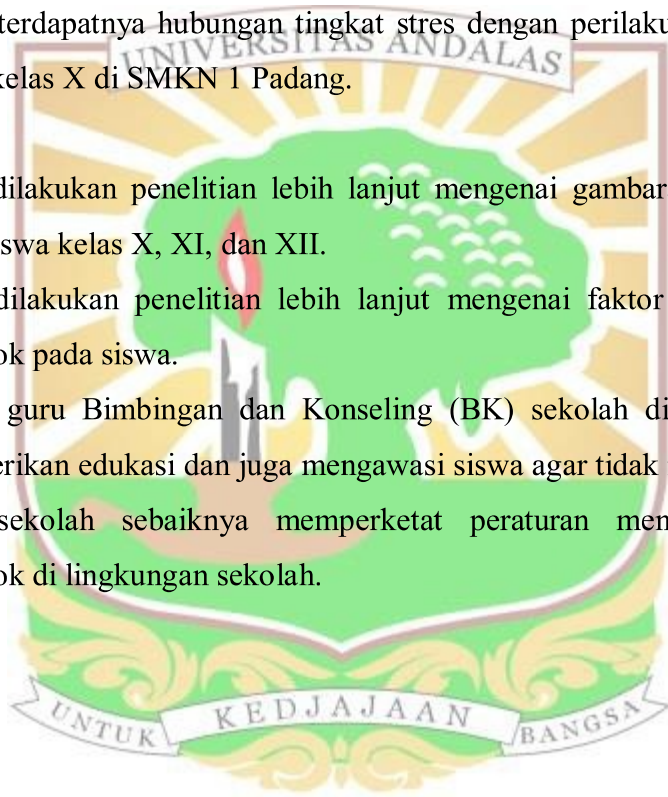 terdapatnya hubungan tingkat stres dengan perilaku
UNIVERSITAS ANDALAS
kelas X di SMKN 1 Padang.
dilakukan penelitian lebih lanjut mengenai gambar
iswa kelas X, XI, dan XII.
dilakukan penelitian lebih lanjut mengenai faktor
ok pada siswa.
guru Bimbingan dan Konseling (BK) sekolah di
erikan edukasi dan juga mengawasi siswa agar tidak
sekolah sebaiknya memperketat peraturan men
ok di lingkungan sekolah.
UNTUK KEDJAJAAN BANGSA